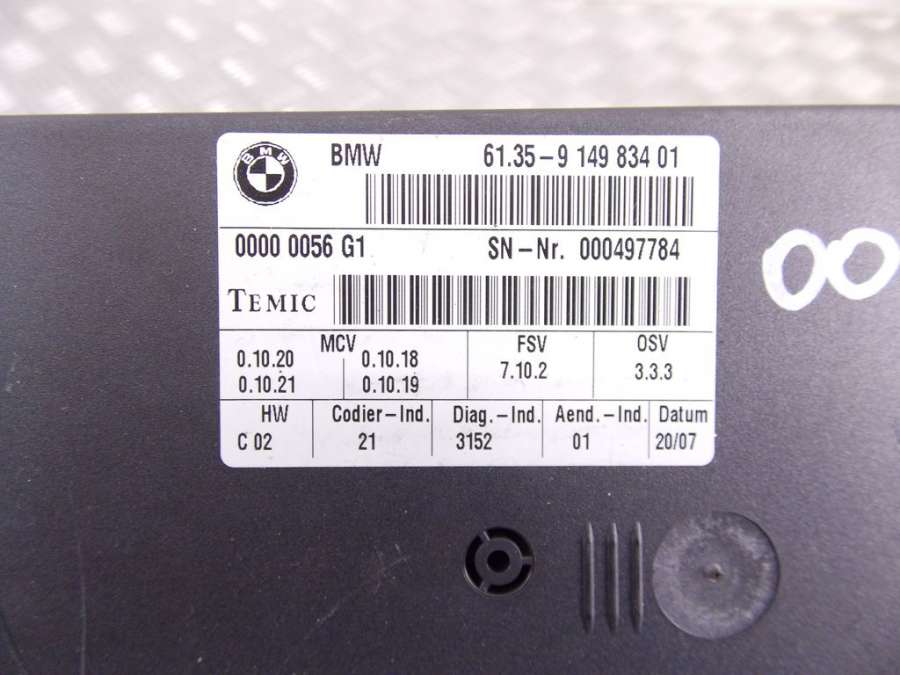 BMW
BMW 61.35-9 149 834 01
0000 0056 G1 SN-Nr. 000497784
TEMIC
MCV FSV OSV
0.10.20 0.10.18 7.10.2 3.3.3
0.10.21 0.10.19
HW Codier-Ind. Diag.-Ind. Aend.-Ind. Datum
C 02 21 3152 01 20/07
00